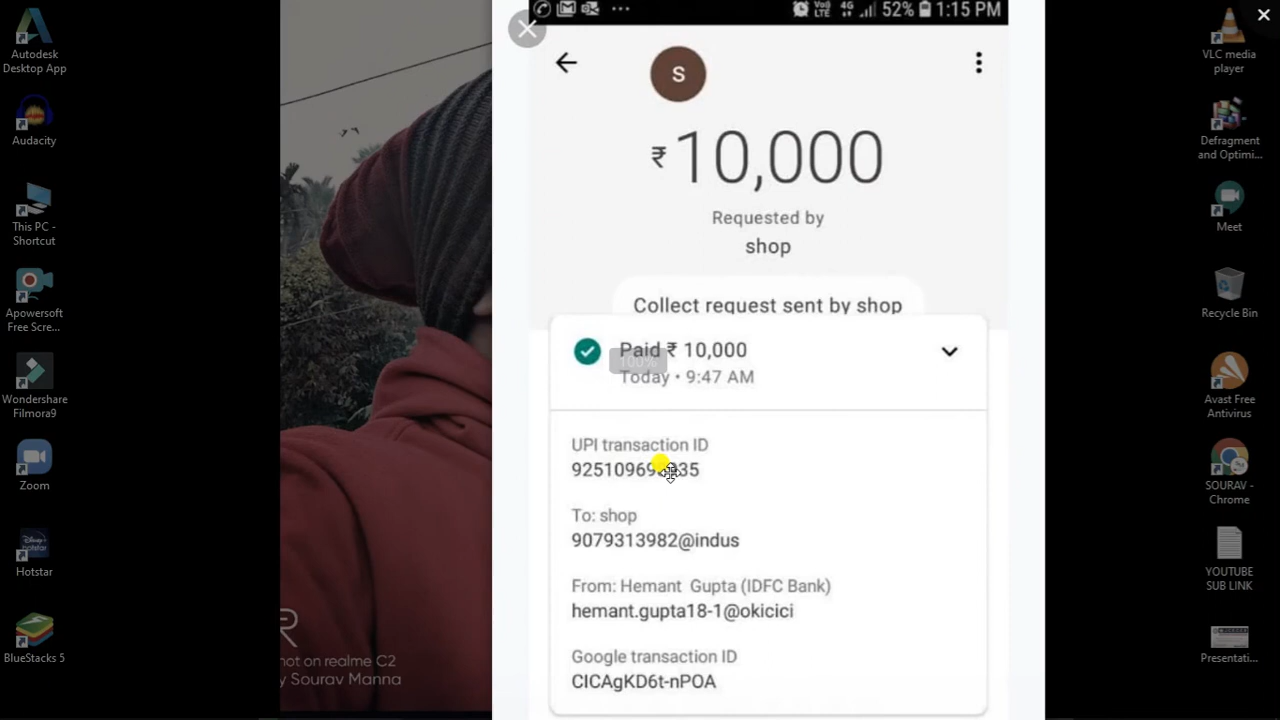 52% 1:15 PM
S
₹10,000
Requested by
shop
Collect request sent by shop
Paid ₹ 10,000
100%
Today • 9:47 AM
UPI transaction ID
To: shop
9079313982@indus
From: Hemant Gupta (IDFC Bank)
hemant.gupta18-1@okicici
Google transaction ID
CICAgKD6t-nPOA
Autodesk
Desktop App
Audacity
This PC -
Shortcut
Apowersoft
Free Scre...
Wondershare
Filmora9
Zoom
Disney+
hotstar
Hotstar
BlueStacks 5
VLC media
player
Defragment
and Optimi...
Meet
Recycle Bin
Avast Free
Antivirus
SOURAV -
Chrome
YOUTUBE
SUB LINK
Presentati...
R
hot on realme C2
y Sourav Manna